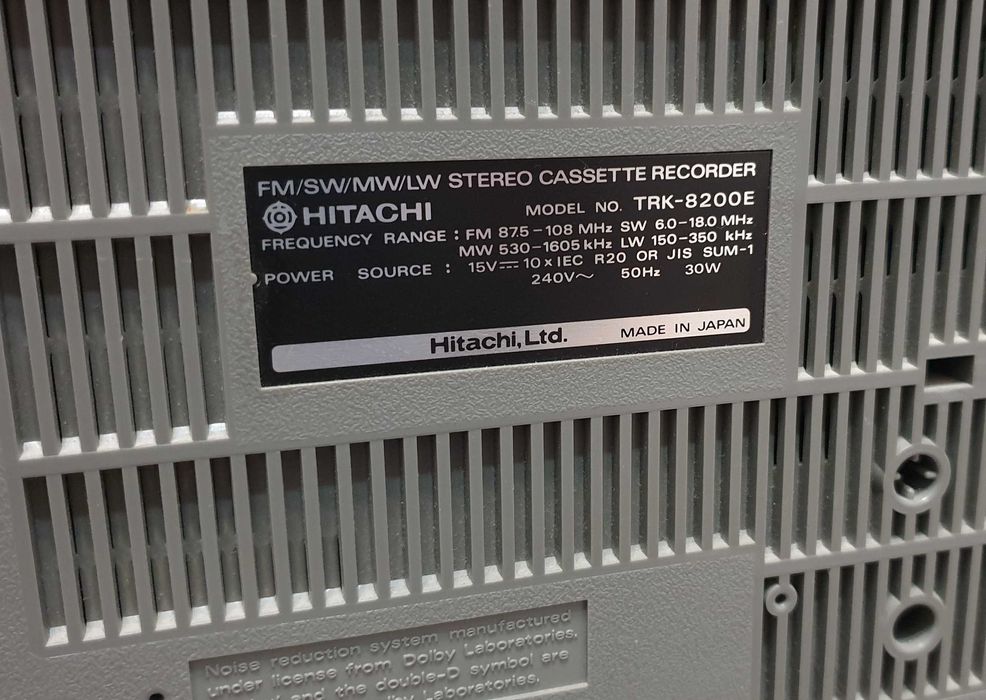 FM/SW/MW/LW STEREO CASSETTE RECORDER
HITACHI MODEL NO. TRK-8200E
FREQUENCY RANGE : FM 87.5-108 MHz SW 6.0-18.0 MHz
MW 530-1605 kHz LW 150-350 kHz
POWER SOURCE : 15V⎓ 10xIEC R20 OR JIS SUM-1
240V~ 50Hz 30W
Hitachi, Ltd. MADE IN JAPAN
Noise reduction system manufactured
under license from Dolby Laboratories.
and the double-D symbol are
Laboratories.